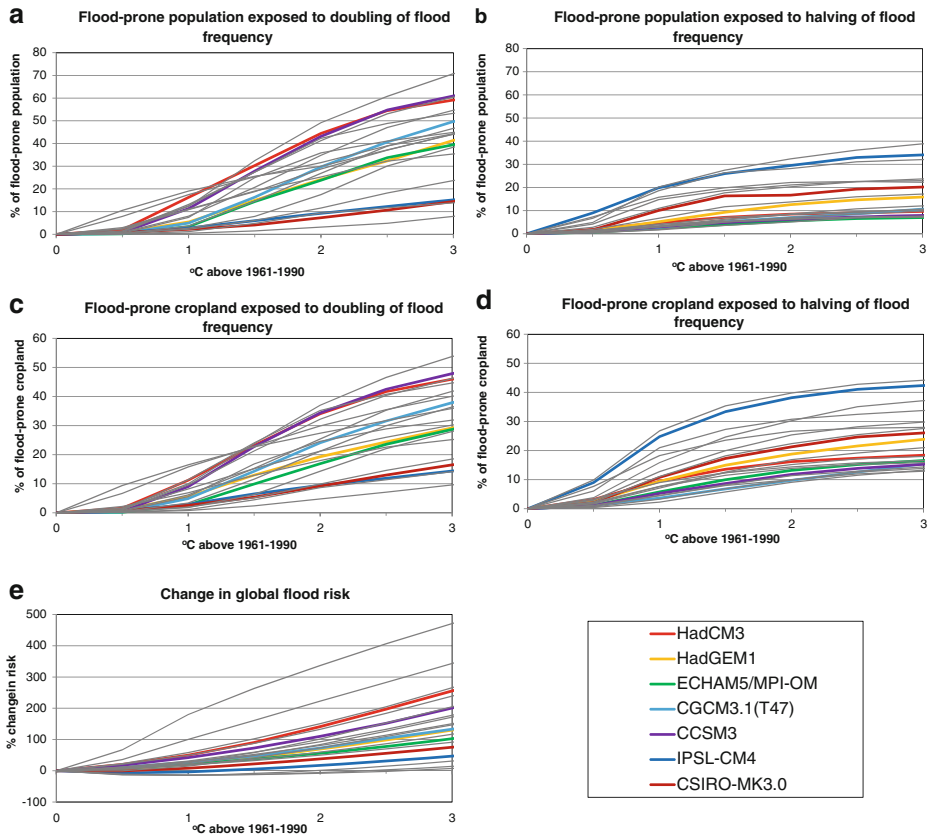 a
Flood-prone population exposed to doubling of flood
frequency
% of flood-prone population
80
70
60
50
40
30
20
10
0
0 1 2 3
ºC above 1961-1990
b
Flood-prone population exposed to halving of flood
frequency
% of flood-prone population
80
70
60
50
40
30
20
10
0
0 1 2 3
ºC above 1961-1990
c
Flood-prone cropland exposed to doubling of flood
frequency
% of flood-prone cropland
60
50
40
30
20
10
0
0 1 2 3
ºC above 1961-1990
d
Flood-prone cropland exposed to halving of flood
frequency
% of flood-prone cropland
60
50
40
30
20
10
0
0 1 2 3
ºC above 1961-1990
e
Change in global flood risk
% changein risk
500
400
300
200
100
0
-100
0 1 2 3
ºC above 1961-1990
HadCM3
HadGEM1
ECHAM5/MPI-OM
CGCM3.1(T47)
CCSM3
IPSL-CM4
CSIRO-MK3.0